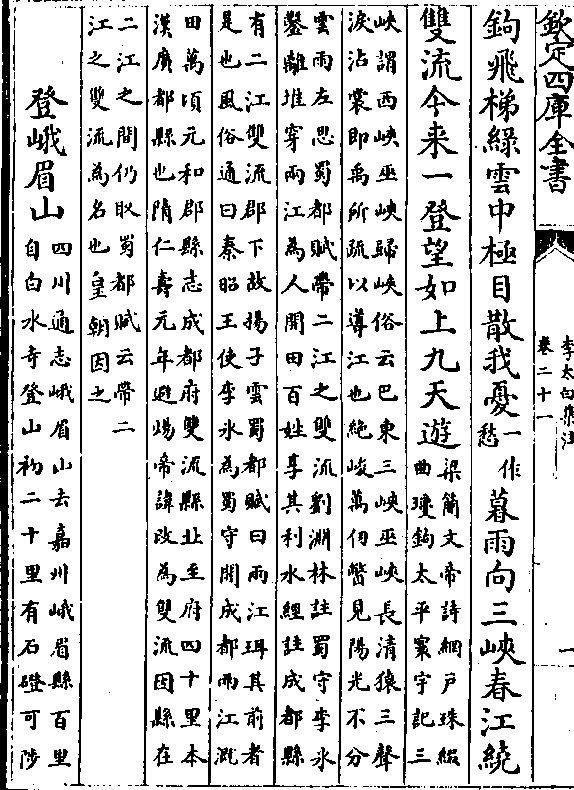 欽定四庫全書
李太白集注
卷二十一
一
鉤飛梯綠雲中極目散我憂一作愁暮雨向三峽春江繞
雙流今来一登望如上九天遊
梁簡文帝詩網户珠綴
曲瓊鉤太平寰宇記三
峽謂西峽巫峽歸峽俗云巴東三峽巫峽長清猿三聲
淚沾裳即禹所疏以導江也絶峻萬仞瞥見陽光不分
雲雨左思蜀都賦帶二江之雙流劉淵林註蜀守李氷
鑿離堆穿兩江為人開田百姓享其利水經註成都縣
有二江雙流郡下故揚子雲蜀都賦曰兩江珥其前者
是也風俗通曰秦昭王使李氷為蜀守開成都兩江溉
田萬頃元和郡縣志成都府雙流縣北至府四十里本
漢廣都縣也隋仁壽元年避煬帝諱改為雙流因縣在
二江之間仍取蜀都賦云帶二
江之雙流為名也皇朝因之
登峨眉山
四川通志峨眉山去嘉州峨眉縣百里
自白水寺登山初二十里有石磴可陟